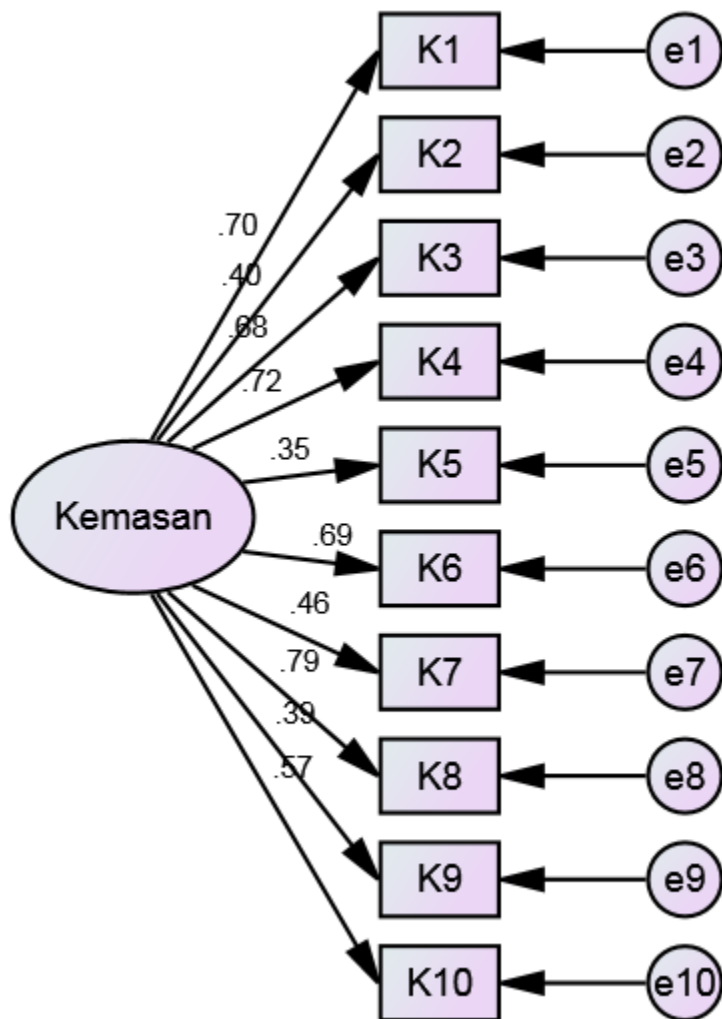 K1 e1
K2 e2
.70
K3 e3
.40
.68
K4 e4
.72
.35
K5 e5
Kemasan
.69
K6 e6
.46
.79
K7 e7
.39
.57
K8 e8
K9 e9
K10 e10